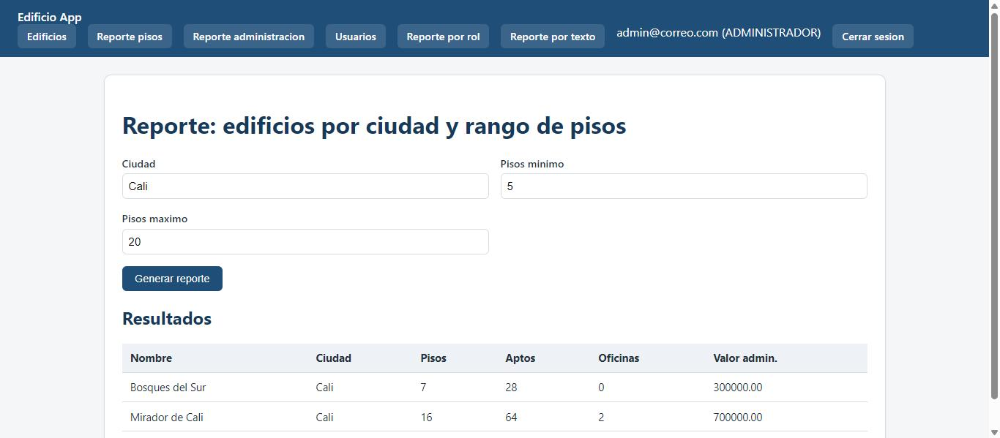 Edificio App
Edificios Reporte pisos Reporte administracion Usuarios Reporte por rol Reporte por texto admin@correo.com (ADMINISTRADOR) Cerrar sesion
Reporte: edificios por ciudad y rango de pisos
Ciudad Pisos minimo
Cali 5
Pisos maximo
20
Generar reporte
Resultados
Nombre Ciudad Pisos Aptos Oficinas Valor admin.
Bosques del Sur Cali 7 28 0 300000.00
Mirador de Cali Cali 16 64 2 700000.00